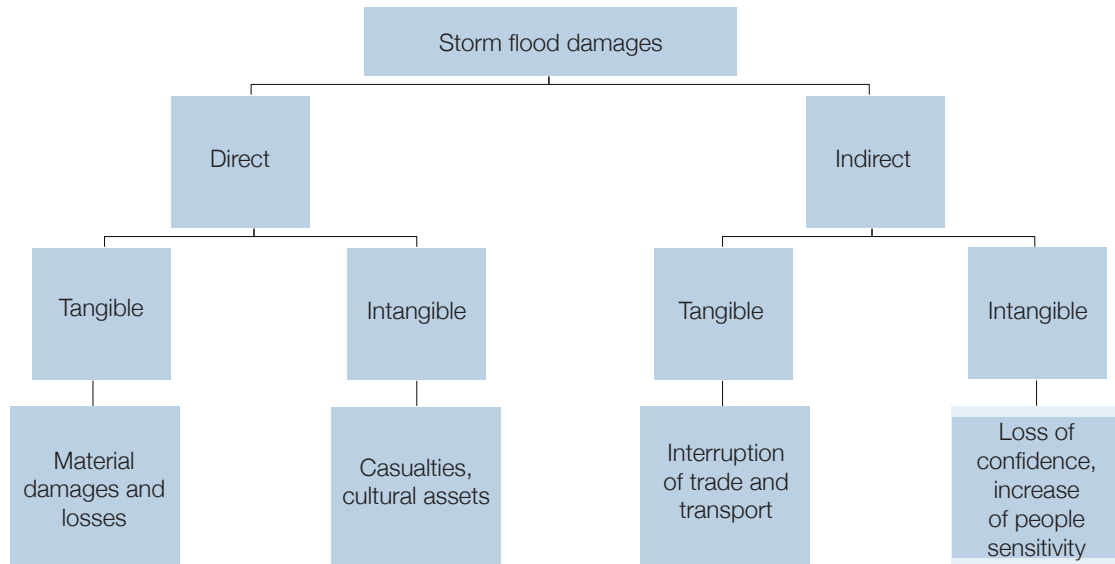 Storm flood damages
Direct
Indirect
Tangible
Intangible
Tangible
Intangible
Material
damages and
losses
Casualties,
cultural assets
Interruption
of trade and
transport
Loss of
confidence,
increase
of people
sensitivity